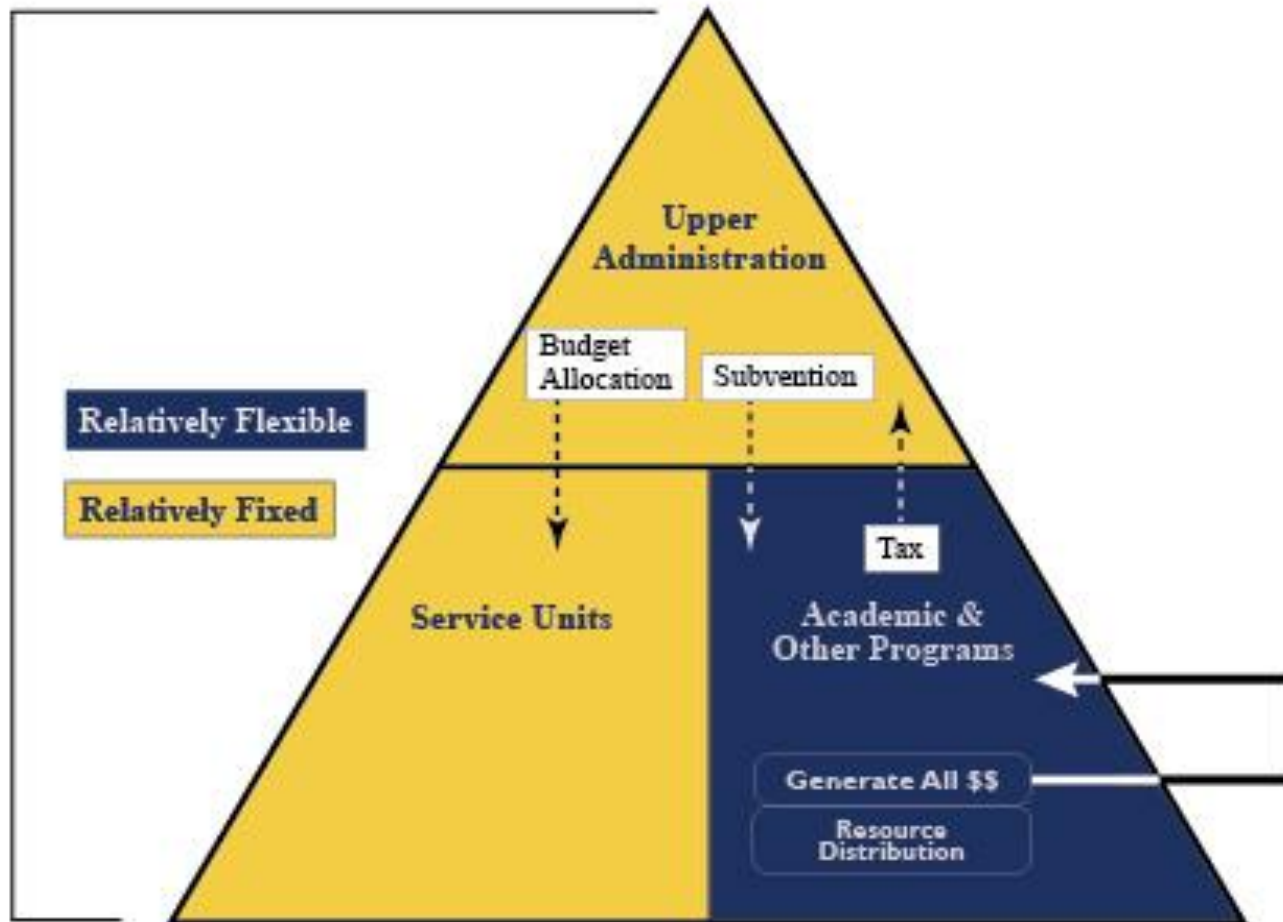 Upper
Administration
Budget
Allocation
Subvention
Relatively Flexible
Relatively Fixed
Tax
Service Units
Academic &
Other Programs
Generate All $$
Resource
Distribution